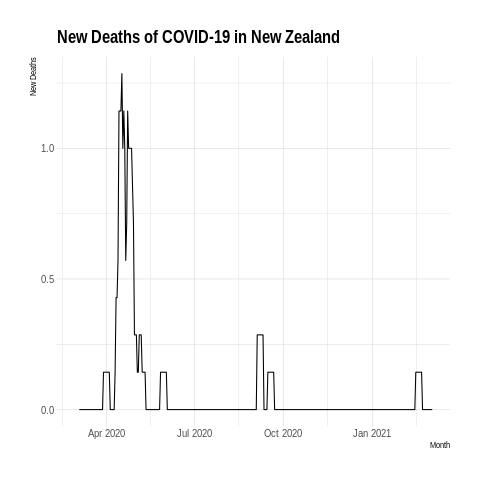 New Deaths of COVID-19 in New Zealand
New Deaths
1.0
0.5
0.0
Apr 2020 Jul 2020 Oct 2020 Jan 2021
Month